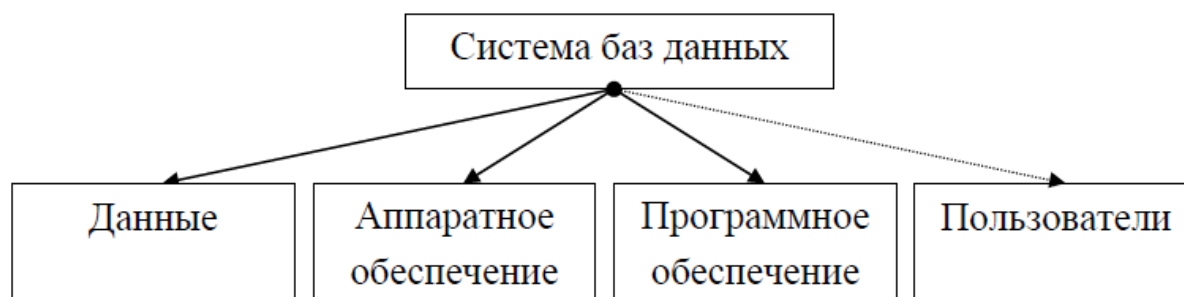 Система баз данных
Данные
Аппаратное
обеспечение
Программное
обеспечение
Пользователи